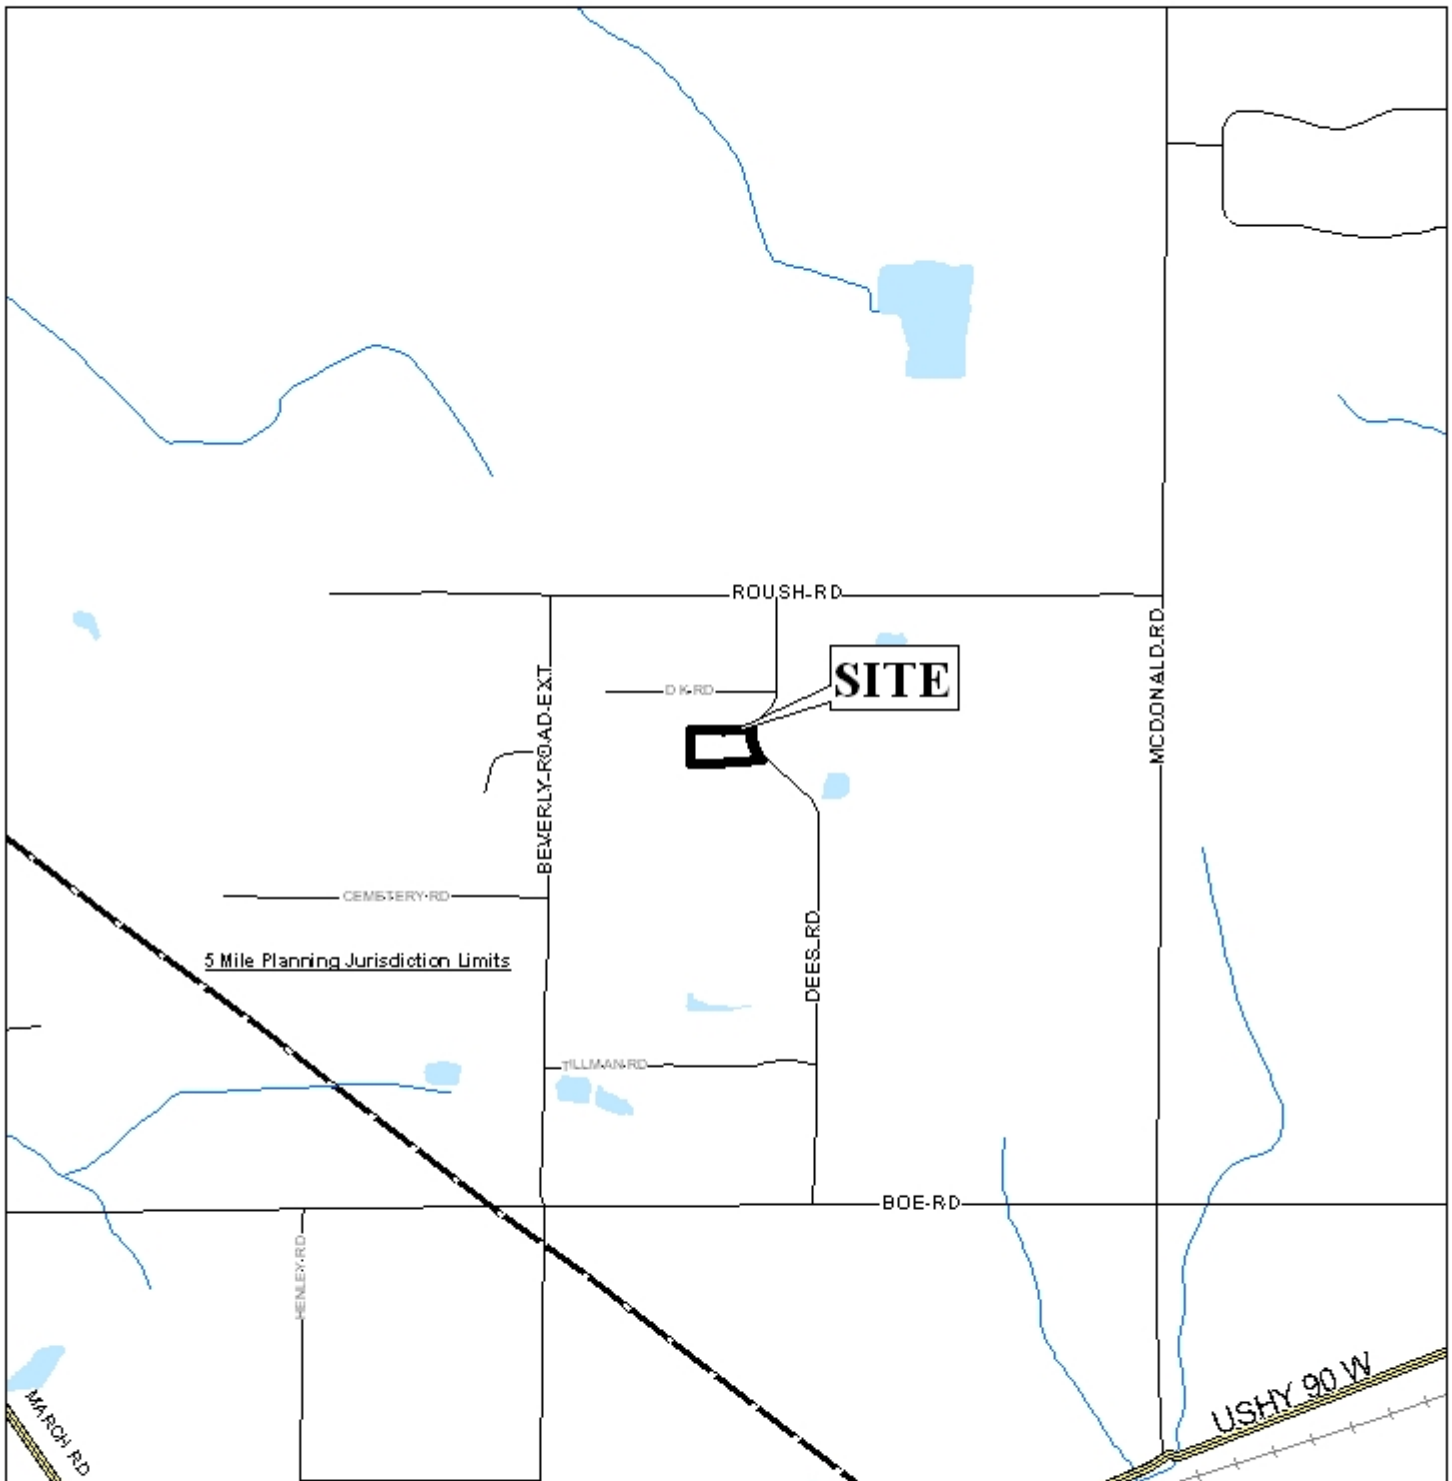 ROUSH RD
SITE
D K RD
MCDONALD RD
BEVERLY ROAD EXT
CEMETERY RD
5 Mile Planning Jurisdiction Limits
DEES RD
TILLMAN RD
BOE RD
HENLEY RD
USHY 90 W
MARCH RD